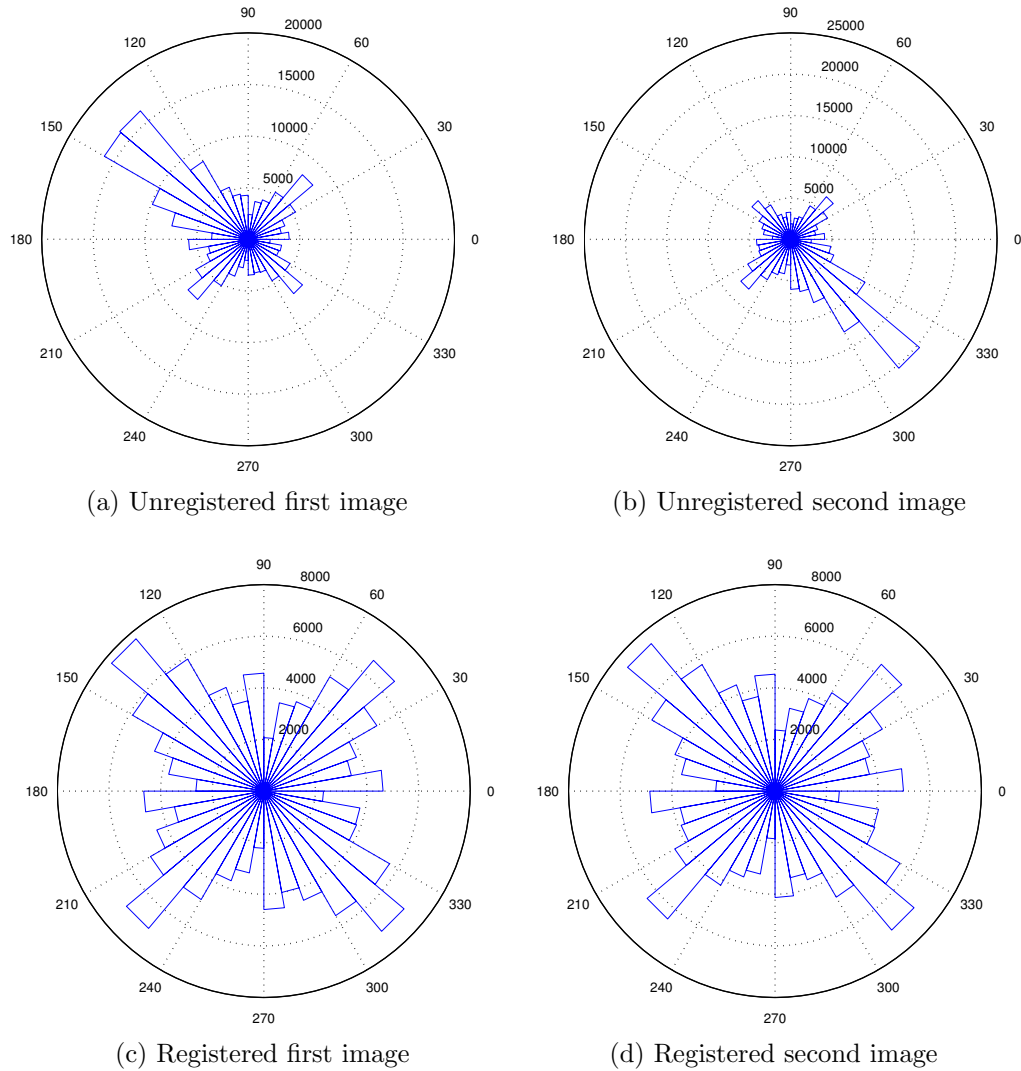 90 20000 90 25000
120 60 120 60
15000 20000
15000
150 30 150 30
10000 10000
5000 5000
180 0 180 0
210 330 210 330
240 300 240 300
270 270
(a) Unregistered first image (b) Unregistered second image
90 8000 90 8000
120 60 120 60
6000 6000
150 4000 30 150 4000 30
2000 2000
180 0 180 0
210 330 210 330
240 300 240 300
270 270
(c) Registered first image (d) Registered second image